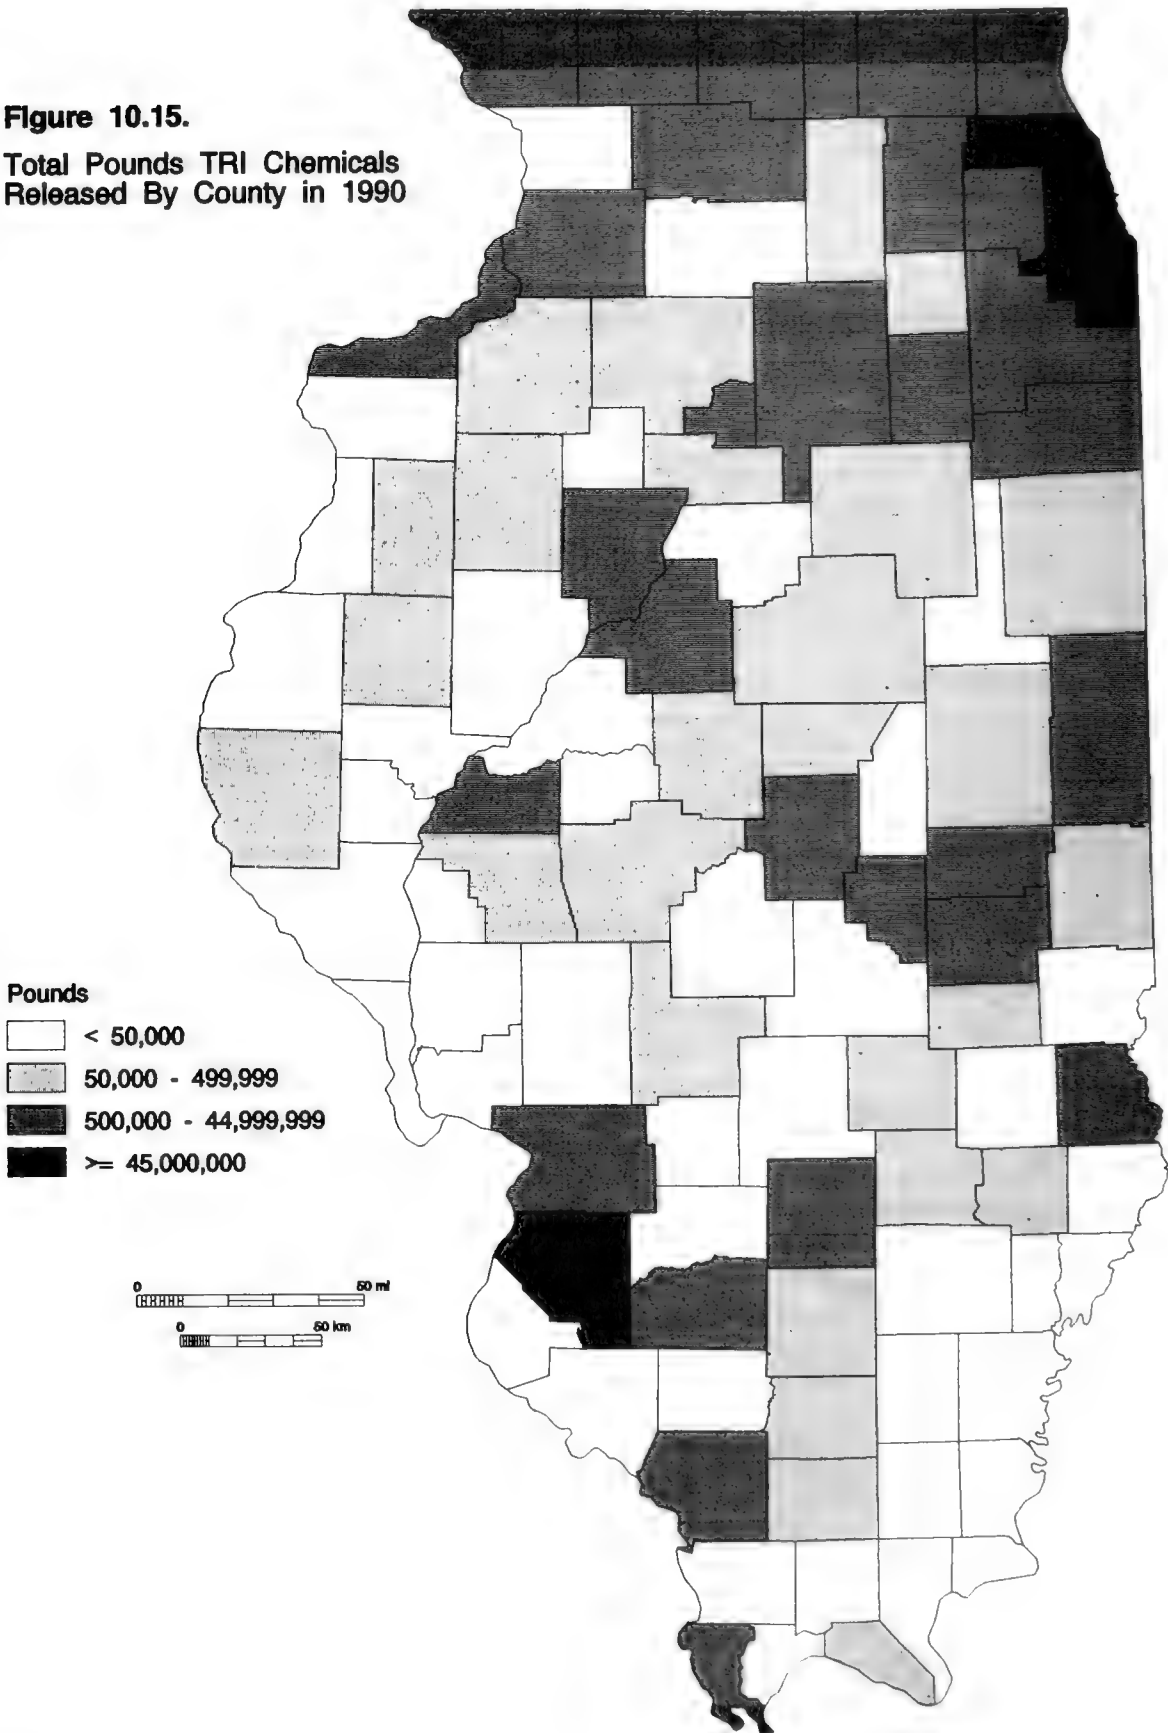 Figure 10.15.
Total Pounds TRI Chemicals
Released By County in 1990
Pounds
< 50,000
50,000 - 499,999
500,000 - 44,999,999
>= 45,000,000
0 50 mi
0 50 km